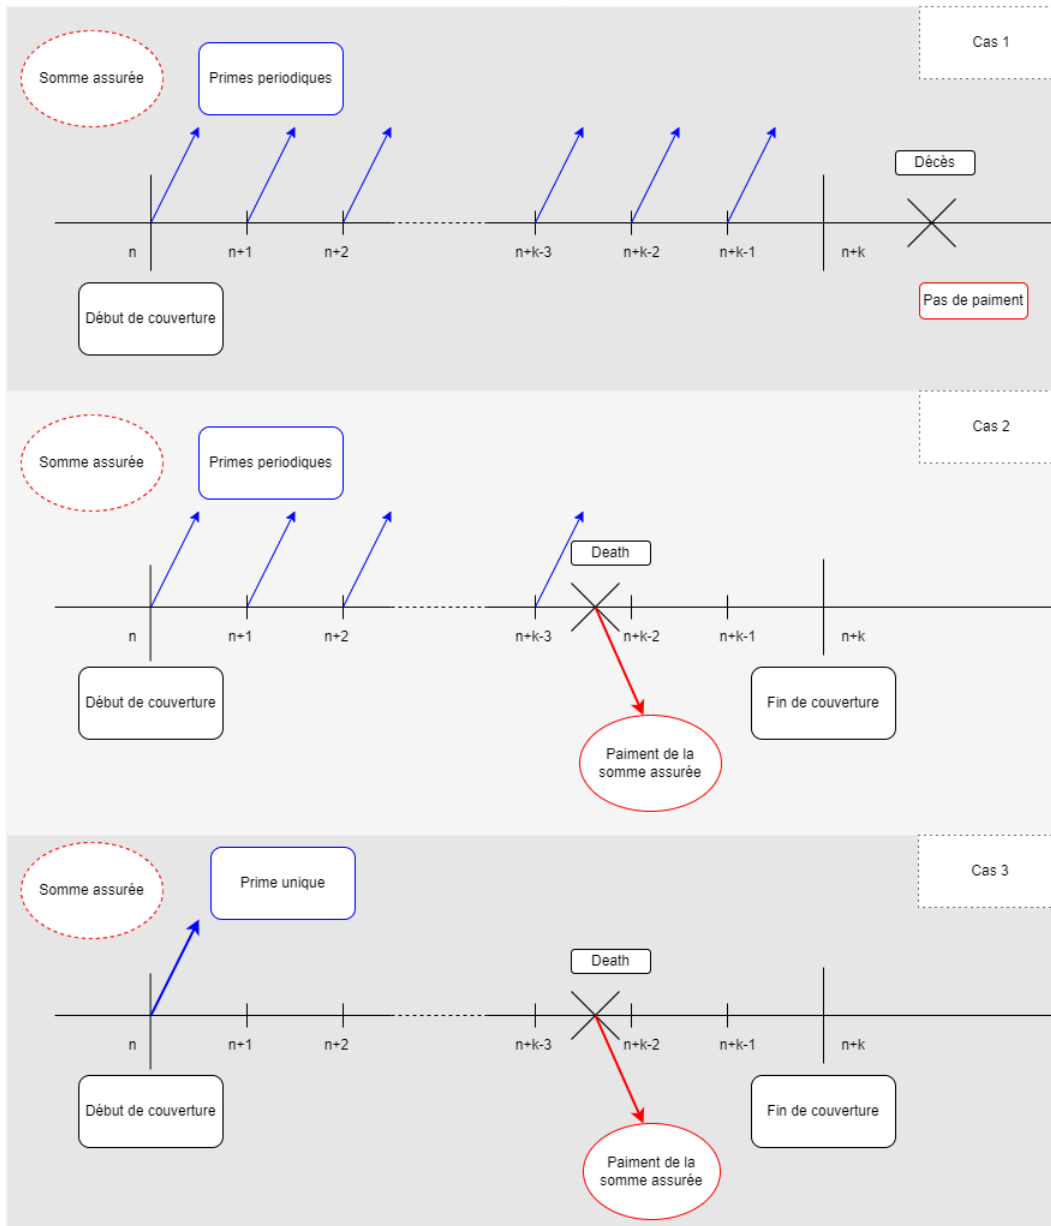 Cas 1
Somme assurée
Primes periodiques
Décès
n
n+1
n+2
n+k-3
n+k-2
n+k-1
n+k
Début de couverture
Pas de paiment
Cas 2
Somme assurée
Primes periodiques
Death
n
n+1
n+2
n+k-3
n+k-2
n+k-1
n+k
Début de couverture
Fin de couverture
Paiment de la
somme assurée
Cas 3
Somme assurée
Prime unique
Death
n
n+1
n+2
n+k-3
n+k-2
n+k-1
n+k
Début de couverture
Fin de couverture
Paiment de la
somme assurée